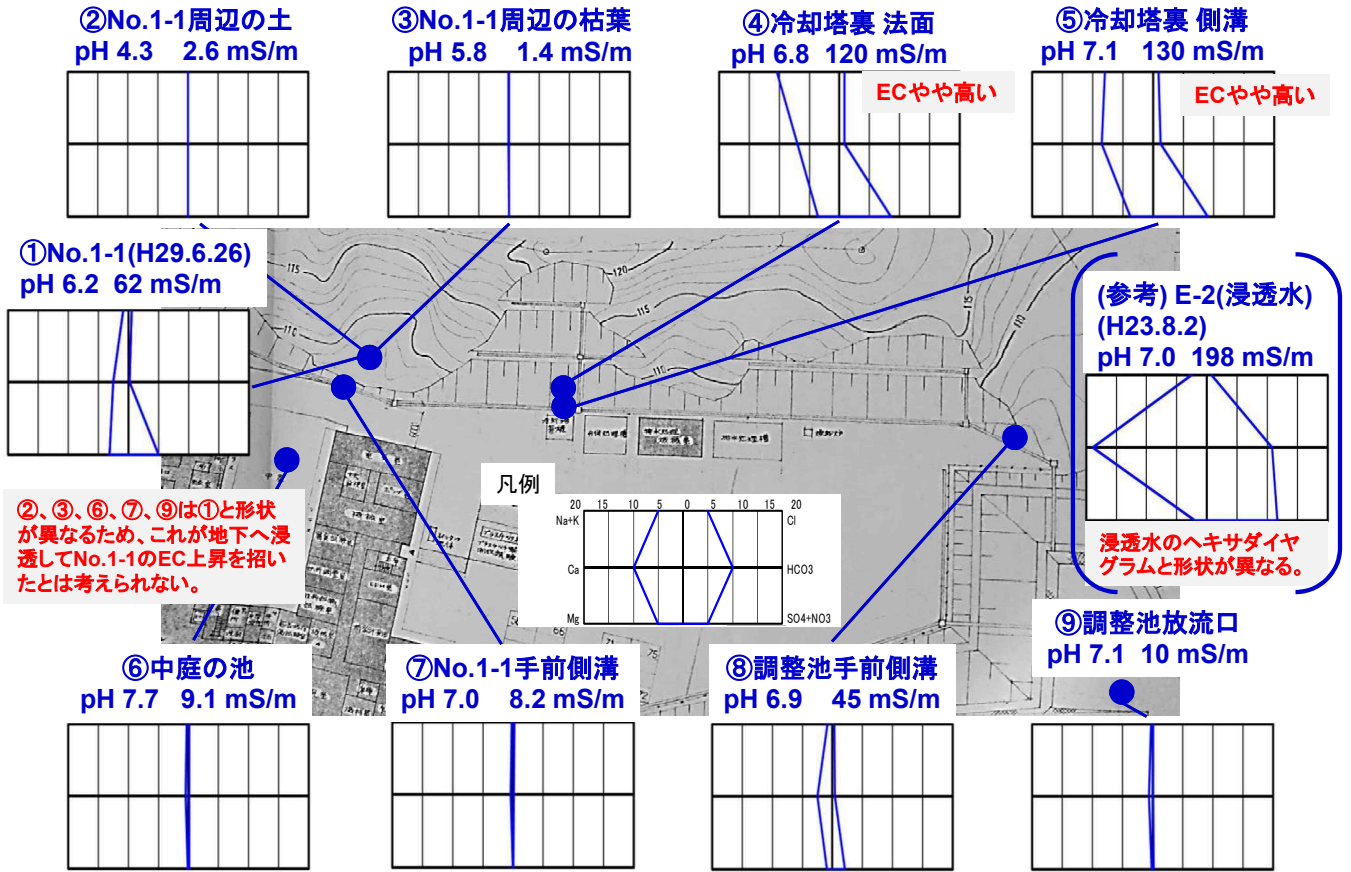 ②No.1-1周辺の土
pH 4.3 2.6 mS/m
③No.1-1周辺の枯葉
pH 5.8 1.4 mS/m
④冷却塔裏 法面
pH 6.8 120 mS/m
ECやや高い
⑤冷却塔裏 側溝
pH 7.1 130 mS/m
ECやや高い
①No.1-1(H29.6.26)
pH 6.2 62 mS/m
(参考) E-2(浸透水)
(H23.8.2)
pH 7.0 198 mS/m
浸透水のヘキサダイヤ
グラムと形状が異なる。
115
120
115
110
110
115
110
②、③、⑥、⑦、⑨は①と形状
が異なるため、これが地下へ浸
透してNo.1-1のEC上昇を招い
たとは考えられない。
凡例
20 15 10 5 0 5 10 15 20
Na+K Cl
Ca HCO3
Mg SO4+NO3
⑥中庭の池
pH 7.7 9.1 mS/m
⑦No.1-1手前側溝
pH 7.0 8.2 mS/m
⑧調整池手前側溝
pH 6.9 45 mS/m
⑨調整池放流口
pH 7.1 10 mS/m